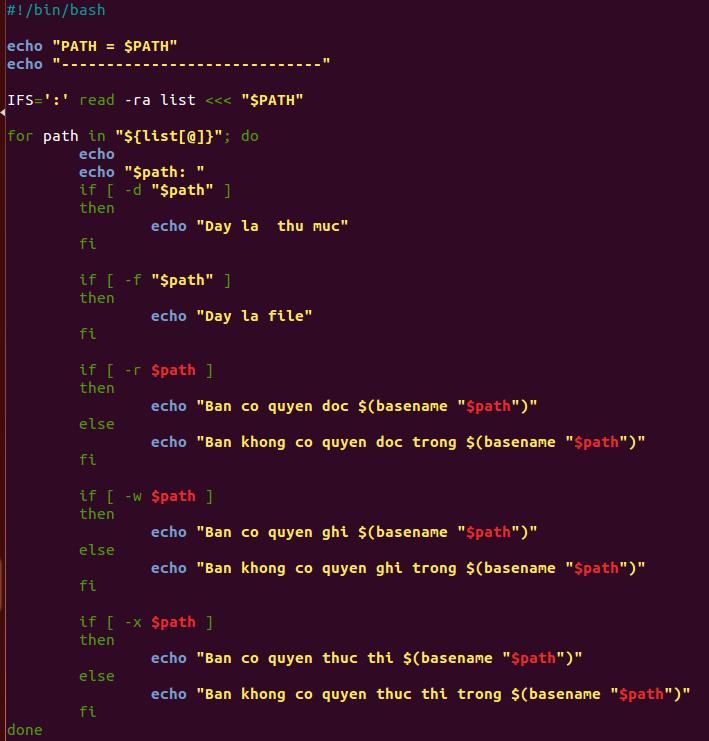 #!/bin/bash

echo "PATH = $PATH"
echo "-----------------------------"

IFS=':' read -ra list <<< "$PATH"

for path in "${list[@]}"; do
        echo
        echo "$path: "
        if [ -d "$path" ]
        then
                echo "Day la  thu muc"
        fi

        if [ -f "$path" ]
        then
                echo "Day la file"
        fi

        if [ -r $path ]
        then
                echo "Ban co quyen doc $(basename "$path")"
        else
                echo "Ban khong co quyen doc trong $(basename "$path")"
        fi

        if [ -w $path ]
        then
                echo "Ban co quyen ghi $(basename "$path")"
        else
                echo "Ban khong co quyen ghi trong $(basename "$path")"
        fi

        if [ -x $path ]
        then
                echo "Ban co quyen thuc thi $(basename "$path")"
        else
                echo "Ban khong co quyen thuc thi trong $(basename "$path")"
        fi
done